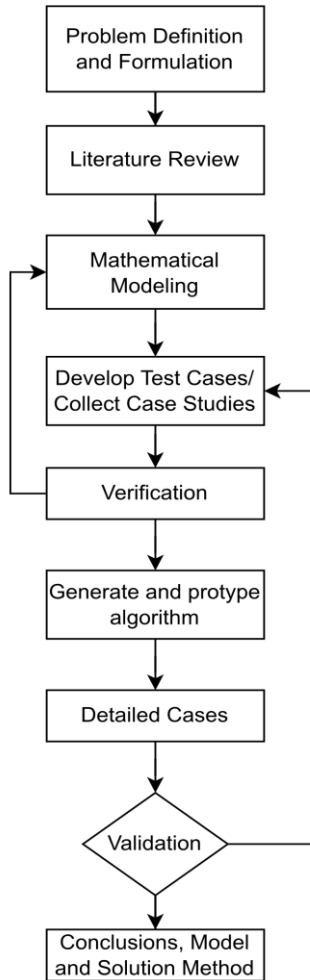 Problem Definition
and Formulation
Literature Review
Mathematical
Modeling
Develop Test Cases/
Collect Case Studies
Verification
Generate and protype
algorithm
Detailed Cases
Validation
Conclusions, Model
and Solution Method